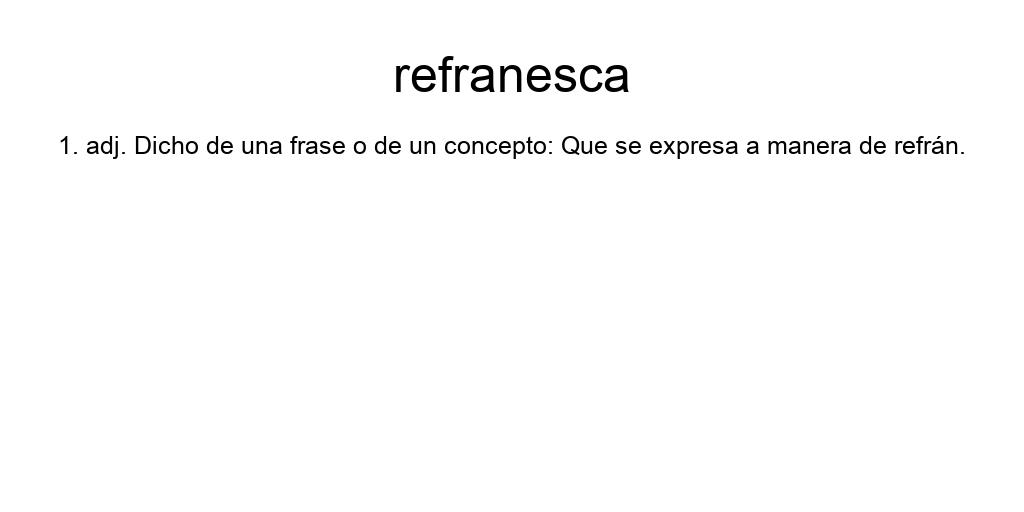 refranesca
1. adj. Dicho de una frase o de un concepto: Que se expresa a manera de refrán.